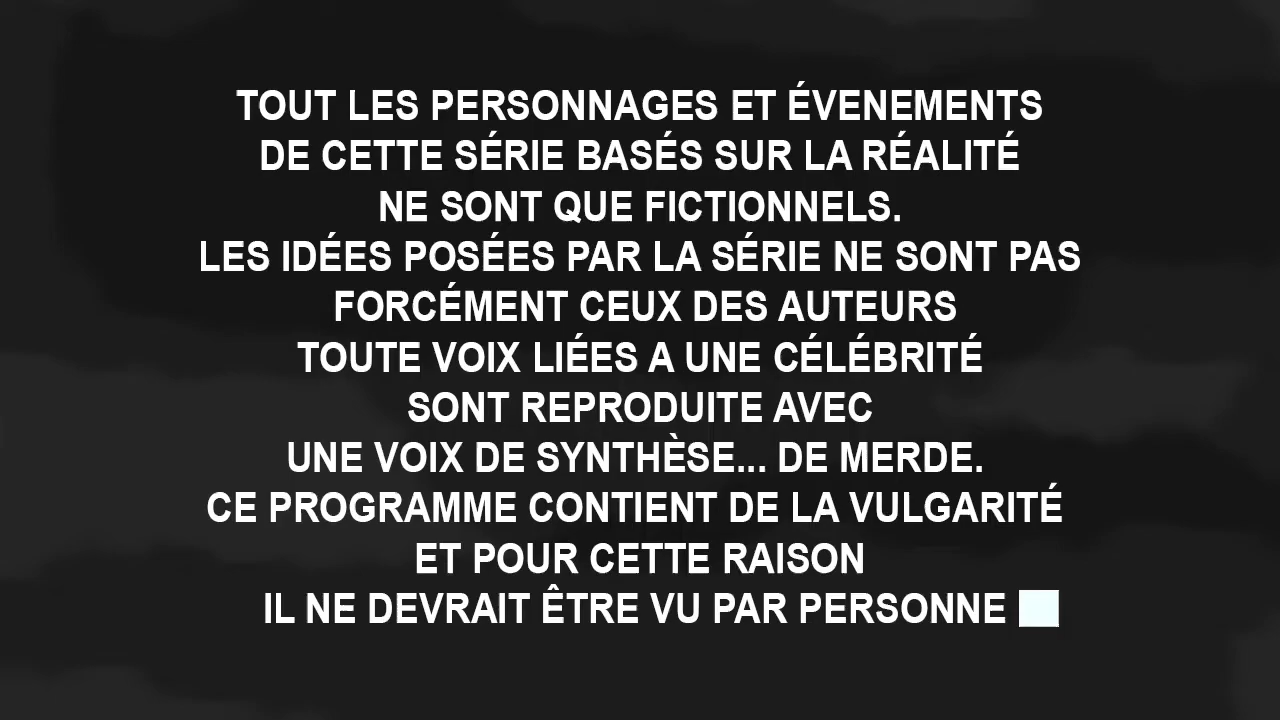 TOUT LES PERSONNAGES ET ÉVENEMENTS
DE CETTE SÉRIE BASÉS SUR LA RÉALITÉ
NE SONT QUE FICTIONNELS.
LES IDÉES POSÉES PAR LA SÉRIE NE SONT PAS
FORCÉMENT CEUX DES AUTEURS
TOUTE VOIX LIÉES A UNE CÉLÉBRITÉ
SONT REPRODUITE AVEC
UNE VOIX DE SYNTHÈSE... DE MERDE.
CE PROGRAMME CONTIENT DE LA VULGARITÉ
ET POUR CETTE RAISON
IL NE DEVRAIT ÊTRE VU PAR PERSONNE